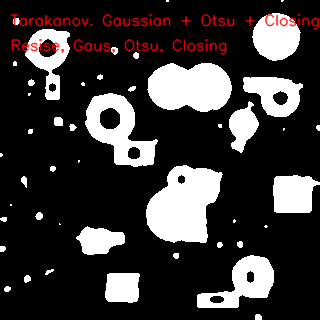 Tarakanov. Gaussian + Otsu + Closing
Resise, Gaus, Otsu, Closing